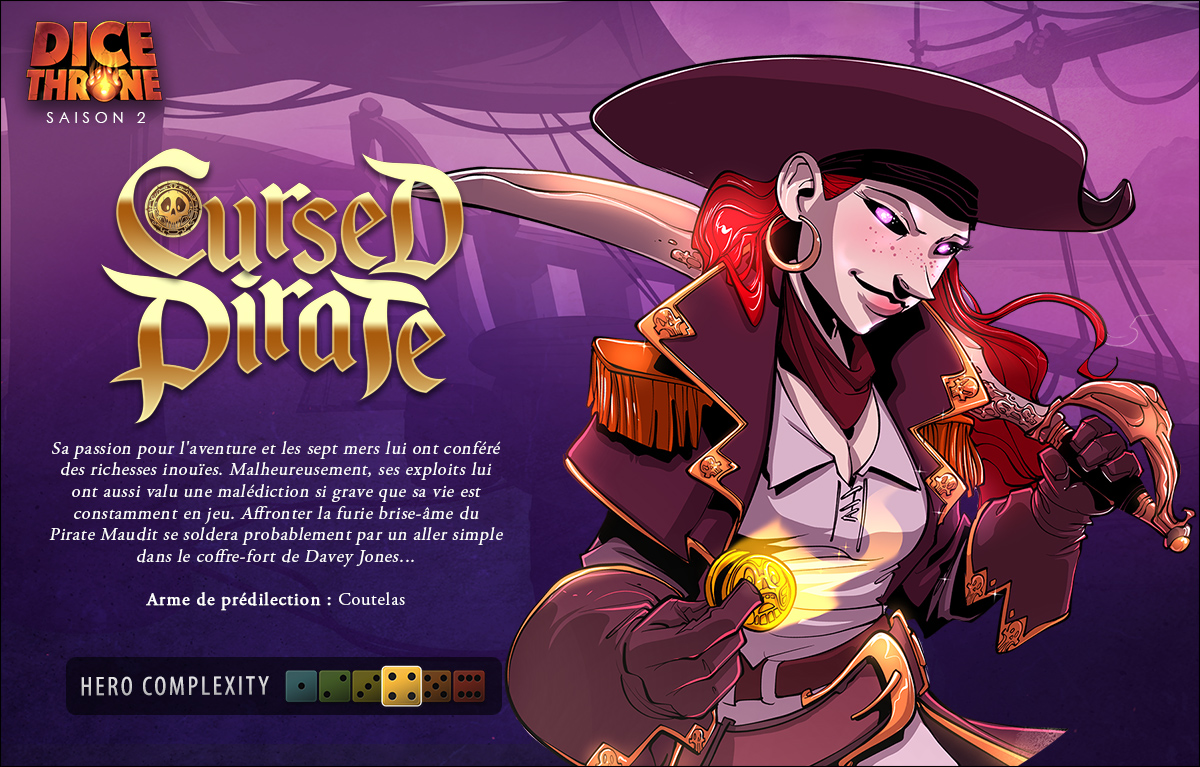 DICE
THRONE
SAISON 2
Cursed
Pirate
Sa passion pour l'aventure et les sept mers lui ont conféré
des richesses inouïes. Malheureusement, ses exploits lui
ont aussi valu une malédiction si grave que sa vie est
constamment en jeu. Affronter la furie brise-âme du
Pirate Maudit se soldera probablement par un aller simple
dans le coffre-fort de Davey Jones...
Arme de prédilection : Coutelas
HERO COMPLEXITY